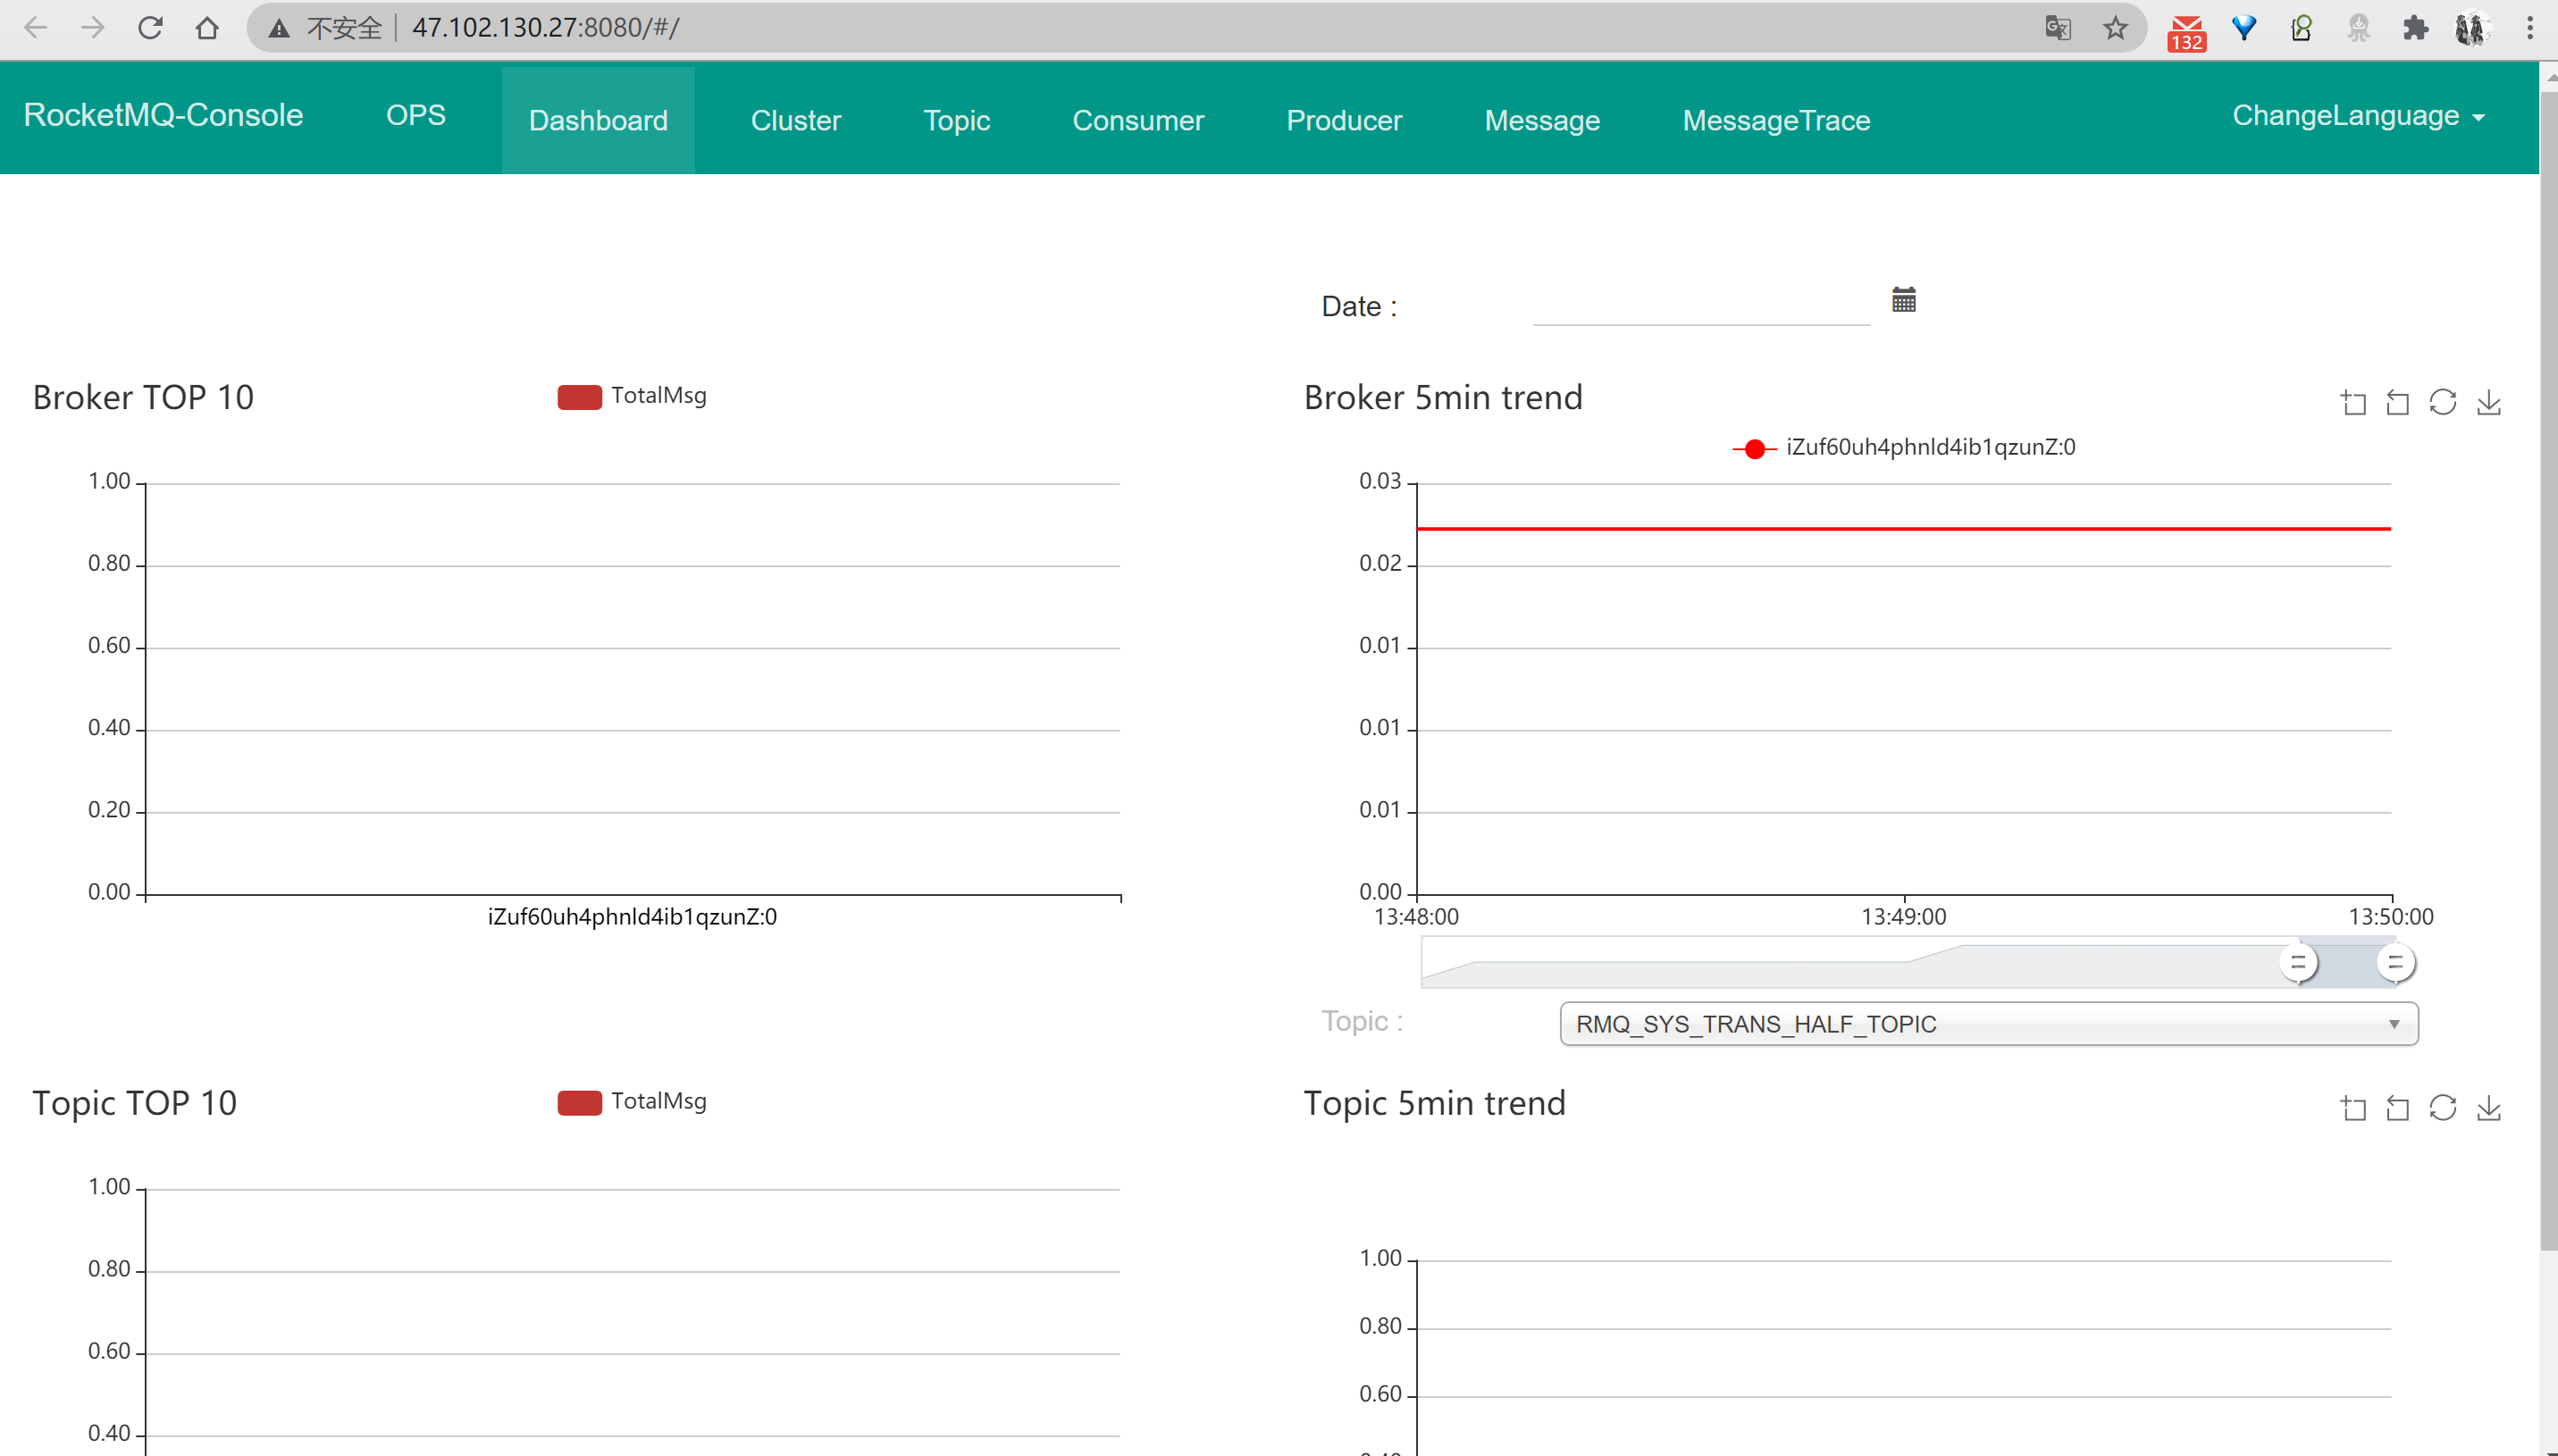 不安全 47.102.130.27:8080/#/
132
RocketMQ-Console OPS Dashboard Cluster Topic Consumer Producer Message MessageTrace ChangeLanguage
Date :
Broker TOP 10
TotalMsg
1.00
0.80
0.60
0.40
0.20
0.00
iZuf60uh4phnld4ib1qzunZ:0
Broker 5min trend
iZuf60uh4phnld4ib1qzunZ:0
0.03
0.02
0.01
0.01
0.01
0.00
13:48:00 13:49:00 13:50:00
Topic :
RMQ_SYS_TRANS_HALF_TOPIC
Topic TOP 10
TotalMsg
1.00
0.80
0.60
0.40
Topic 5min trend
1.00
0.80
0.60